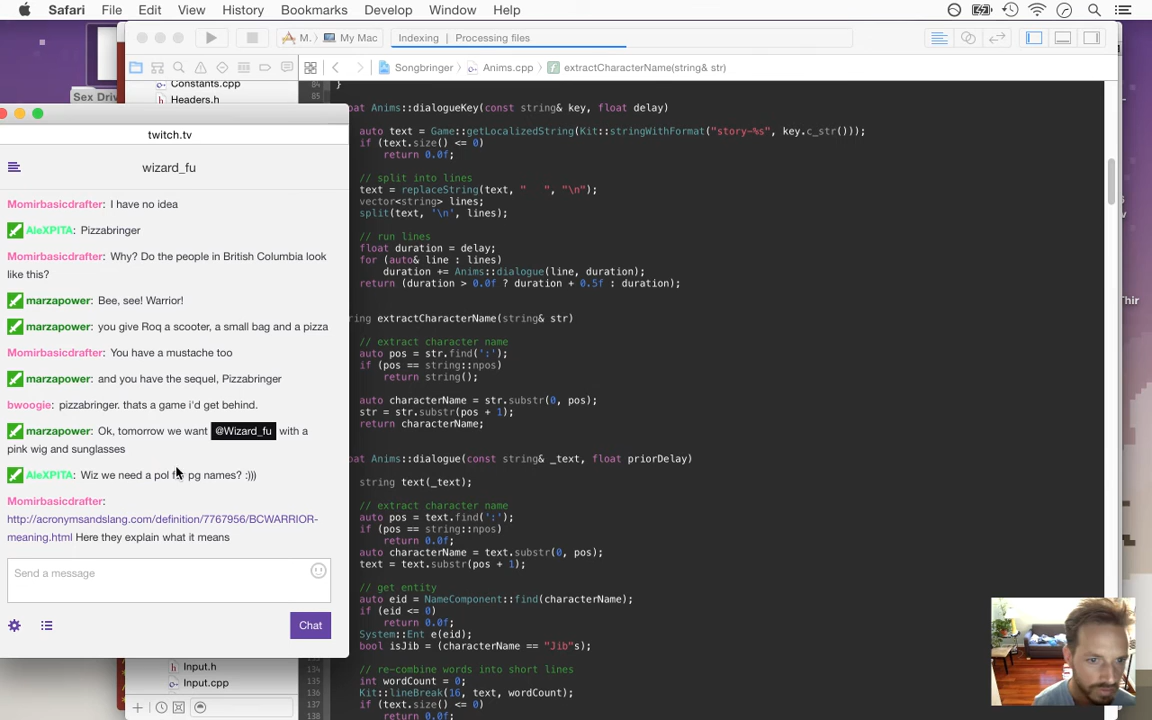 Safari File Edit View History Bookmarks Develop Window Help
M. My Mac
Indexing | Processing files
Songbringer Anims.cpp extractCharacterName(string& str)
Sex Driv
Constants.cpp
Headers.h
twitch.tv
wizard_fu
Momirbasicdrafter: I have no idea
AleXPITA: Pizzabringer
Momirbasicdrafter: Why? Do the people in British Columbia look
like this?
marzapower: Bee, see! Warrior!
marzapower: you give Roq a scooter, a small bag and a pizza
Momirbasicdrafter: You have a mustache too
marzapower: and you have the sequel, Pizzabringer
bwoogie: pizzabringer. thats a game i'd get behind.
marzapower: Ok, tomorrow we want @Wizard_fu with a
pink wig and sunglasses
AleXPITA: Wiz we need a pol pg names? :)))
Momirbasicdrafter:
http://acronymsandslang.com/definition/7767956/BCWARRIOR-
meaning.html Here they explain what it means
Send a message
Chat
Input.h
Input.cpp
84 }
85
oat Anims::dialogueKey(const string& key, float delay)
auto text = Game::getLocalizedString(Kit::stringWithFormat("story-%s", key.c_str()));
if (text.size() <= 0)
return 0.0f;
// split into lines
text = replaceString(text, "   ", "\n");
vector<string> lines;
split(text, '\n', lines);
// run lines
float duration = delay;
for (auto& line : lines)
duration += Anims::dialogue(line, duration);
return (duration > 0.0f ? duration + 0.5f : duration);
ring extractCharacterName(string& str)
// extract character name
auto pos = str.find(':');
if (pos == string::npos)
return string();
auto characterName = str.substr(0, pos);
str = str.substr(pos + 1);
return characterName;
oat Anims::dialogue(const string& _text, float priorDelay)
string text(_text);
// extract character name
auto pos = text.find(':');
if (pos == string::npos)
return 0.0f;
auto characterName = text.substr(0, pos);
text = text.substr(pos + 1);
// get entity
auto eid = NameComponent::find(characterName);
if (eid <= 0)
return 0.0f;
System::Ent e(eid);
bool isJib = (characterName == "Jib"s);
// re-combine words into short lines
134 int wordCount = 0;
135 Kit::lineBreak(16, text, wordCount);
136 if (text.size() <= 0)
137 return 0.0f;
138
Thir